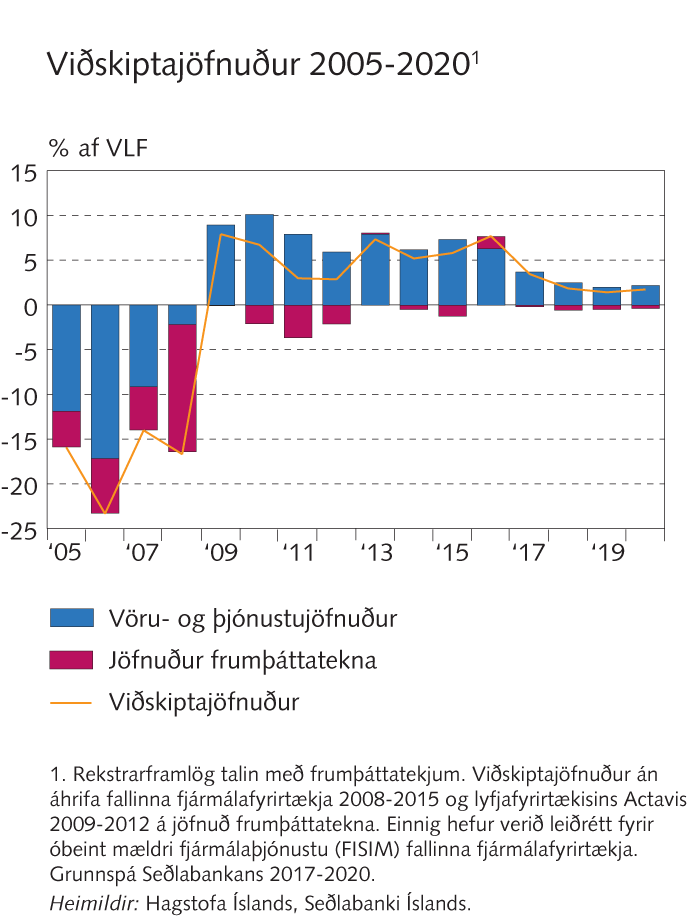 Viðskiptajöfnuður 2005-2020¹
% af VLF
15
10
5
0
-5
-10
-15
-20
-25
‘05 ‘07 ‘09 ‘11 ‘13 ‘15 ‘17 ‘19
Vöru- og þjónustujöfnuður
Jöfnuður frumþáttatekna
Viðskiptajöfnuður
1. Rekstrarframlög talin með frumþáttatekjum. Viðskiptajöfnuður án
áhrifa fallinna fjármálafyrirtækja 2008-2015 og lyfjafyrirtækisins Actavis
2009-2012 á jöfnuð frumþáttatekna. Einnig hefur verið leiðrétt fyrir
óbeint mældri fjármálaþjónustu (FISIM) fallinna fjármálafyrirtækja.
Grunnspá Seðlabankans 2017-2020.
Heimildir: Hagstofa Íslands, Seðlabanki Íslands.